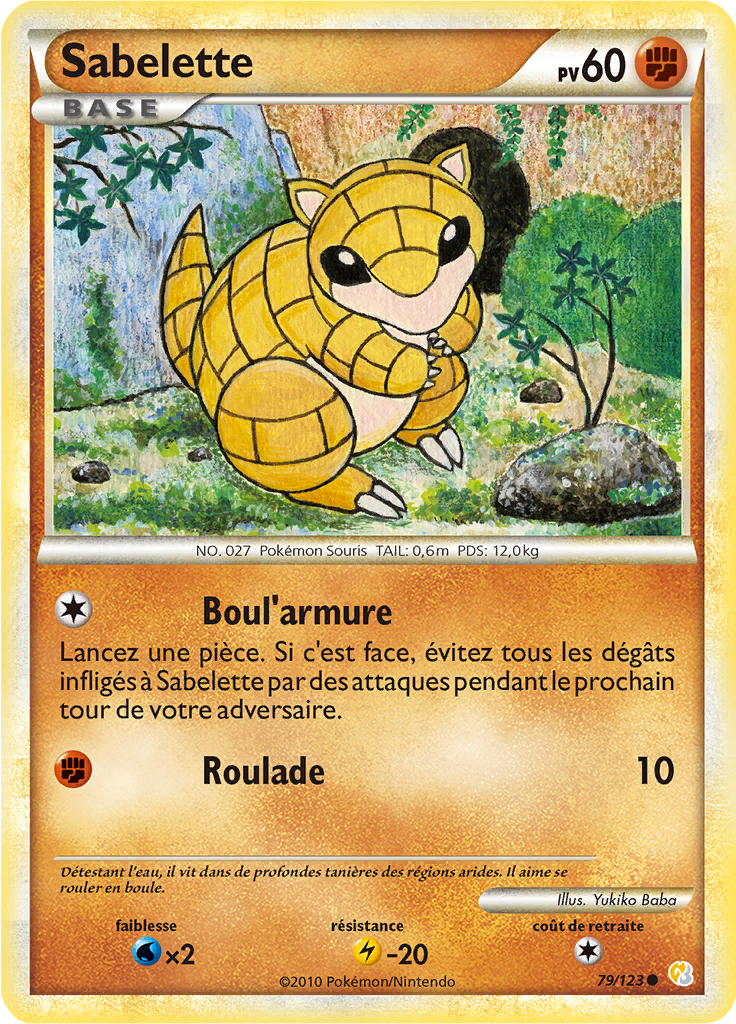 Sabelette
PV 60
BASE
NO. 027 Pokémon Souris TAIL: 0,6m PDS: 12,0kg
Boul'armure
Lancez une pièce. Si c'est face, évitez tous les dégâts
infligés à Sabelette par des attaques pendant le prochain
tour de votre adversaire.
Roulade 10
Détestant l'eau, il vit dans de profondes tanières des régions arides. Il aime se
rouler en boule.
Illus. Yukiko Baba
faiblesse résistance coût de retraite
×2 -20
©2010 Pokémon/Nintendo 79/123